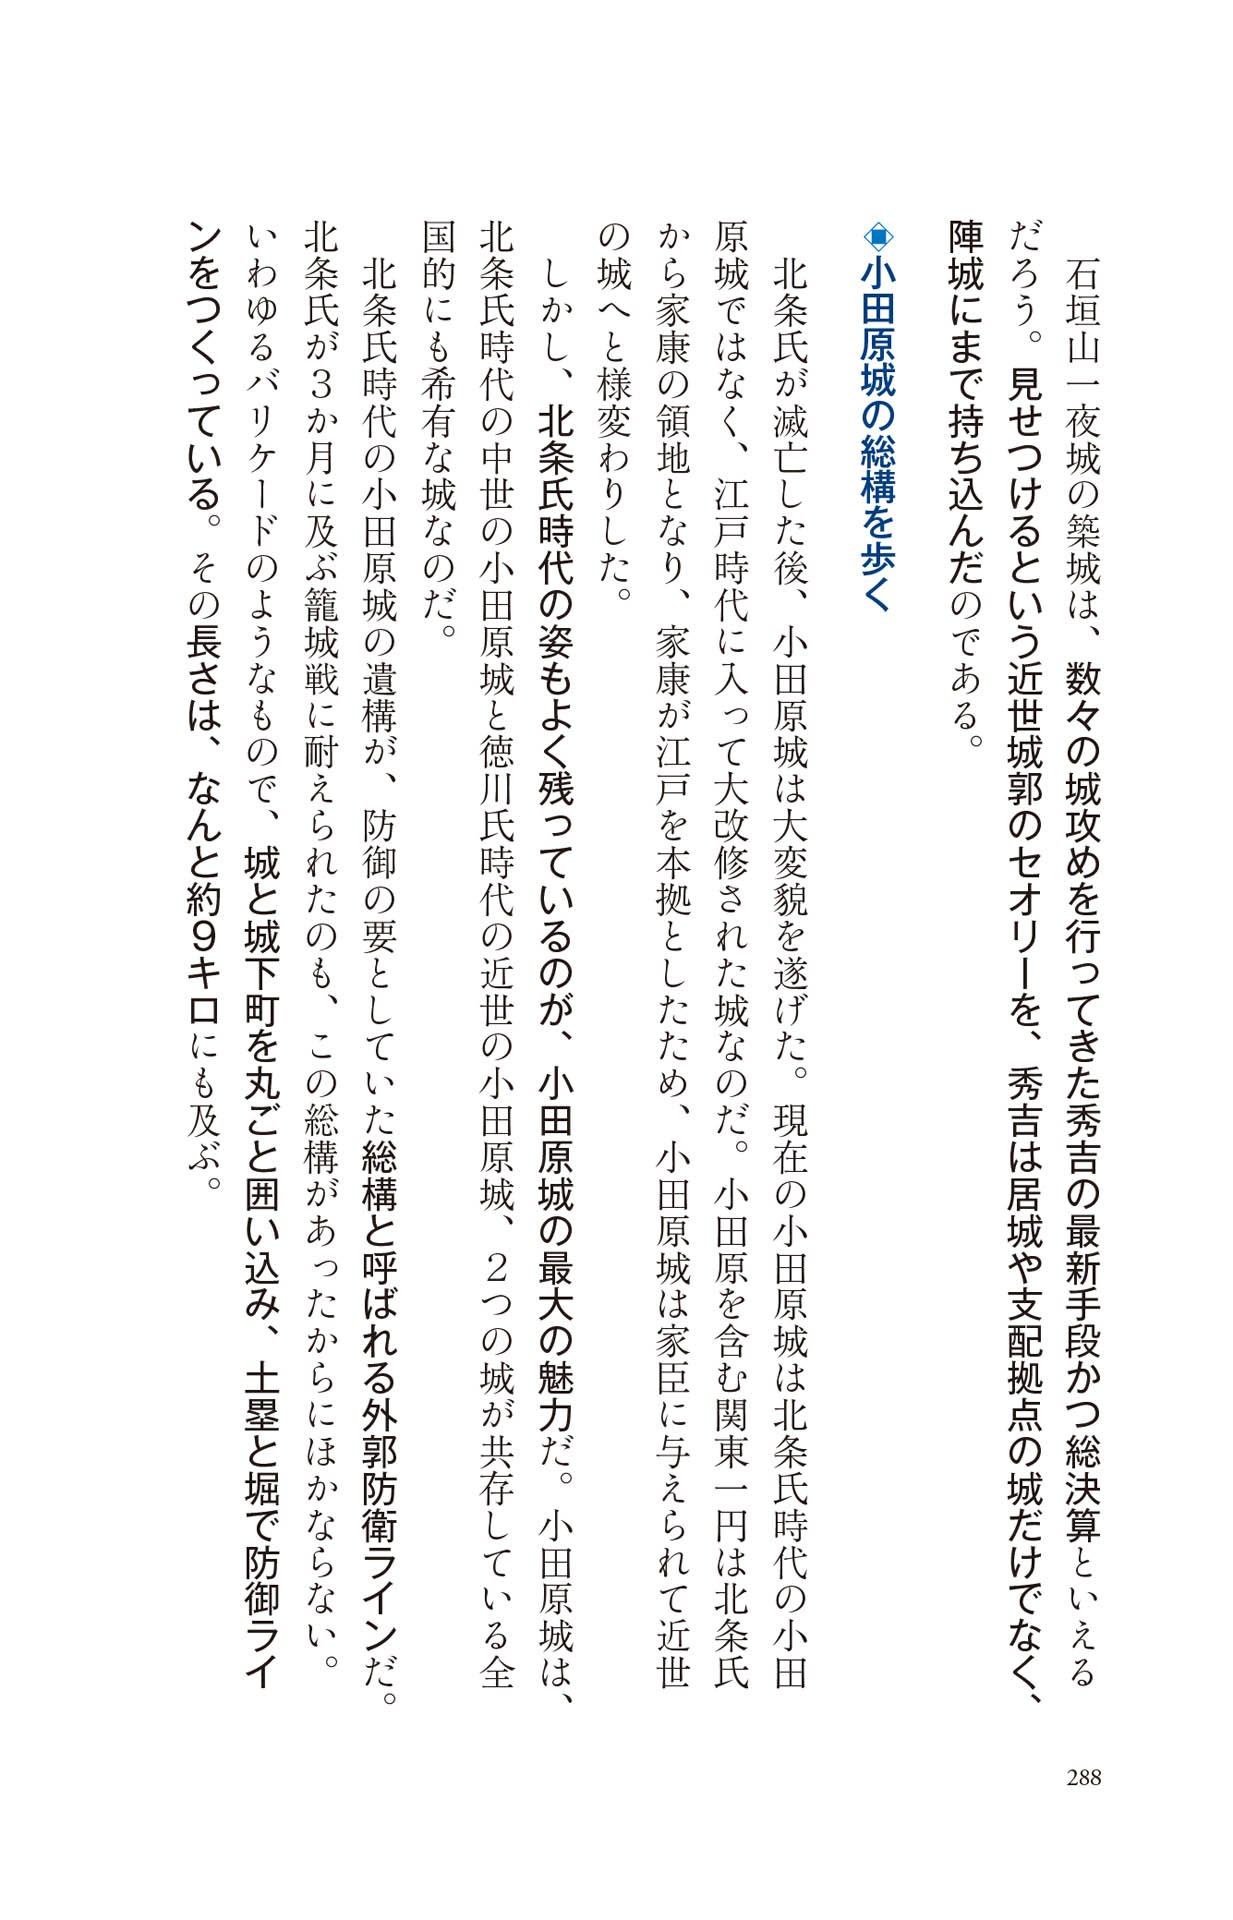 石垣山一夜城の築城は、数々の城攻めを行ってきた秀吉の最新手段かつ総決算といえる
だろう。見せつけるという近世城郭のセオリーを、秀吉は居城や支配拠点の城だけでなく、
陣城にまで持ち込んだのである。
◈小田原城の総構を歩く
北条氏が滅亡した後、小田原城は大変貌を遂げた。現在の小田原城は北条氏時代の小田
原城ではなく、江戸時代に入って大改修された城なのだ。小田原を含む関東一円は北条氏
から家康の領地となり、家康が江戸を本拠としたため、小田原城は家臣に与えられて近世
の城へと様変わりした。
しかし、北条氏時代の姿もよく残っているのが、小田原城の最大の魅力だ。小田原城は、
北条氏時代の中世の小田原城と徳川氏時代の近世の小田原城、２つの城が共存している全
国的にも希有な城なのだ。
北条氏時代の小田原城の遺構が、防御の要としていた総構と呼ばれる外郭防衛ラインだ。
北条氏が３か月に及ぶ籠城戦に耐えられたのも、この総構があったからにほかならない。
いわゆるバリケードのようなもので、城と城下町を丸ごと囲い込み、土塁と堀で防御ライ
ンをつくっている。その長さは、なんと約９キロにも及ぶ。
288